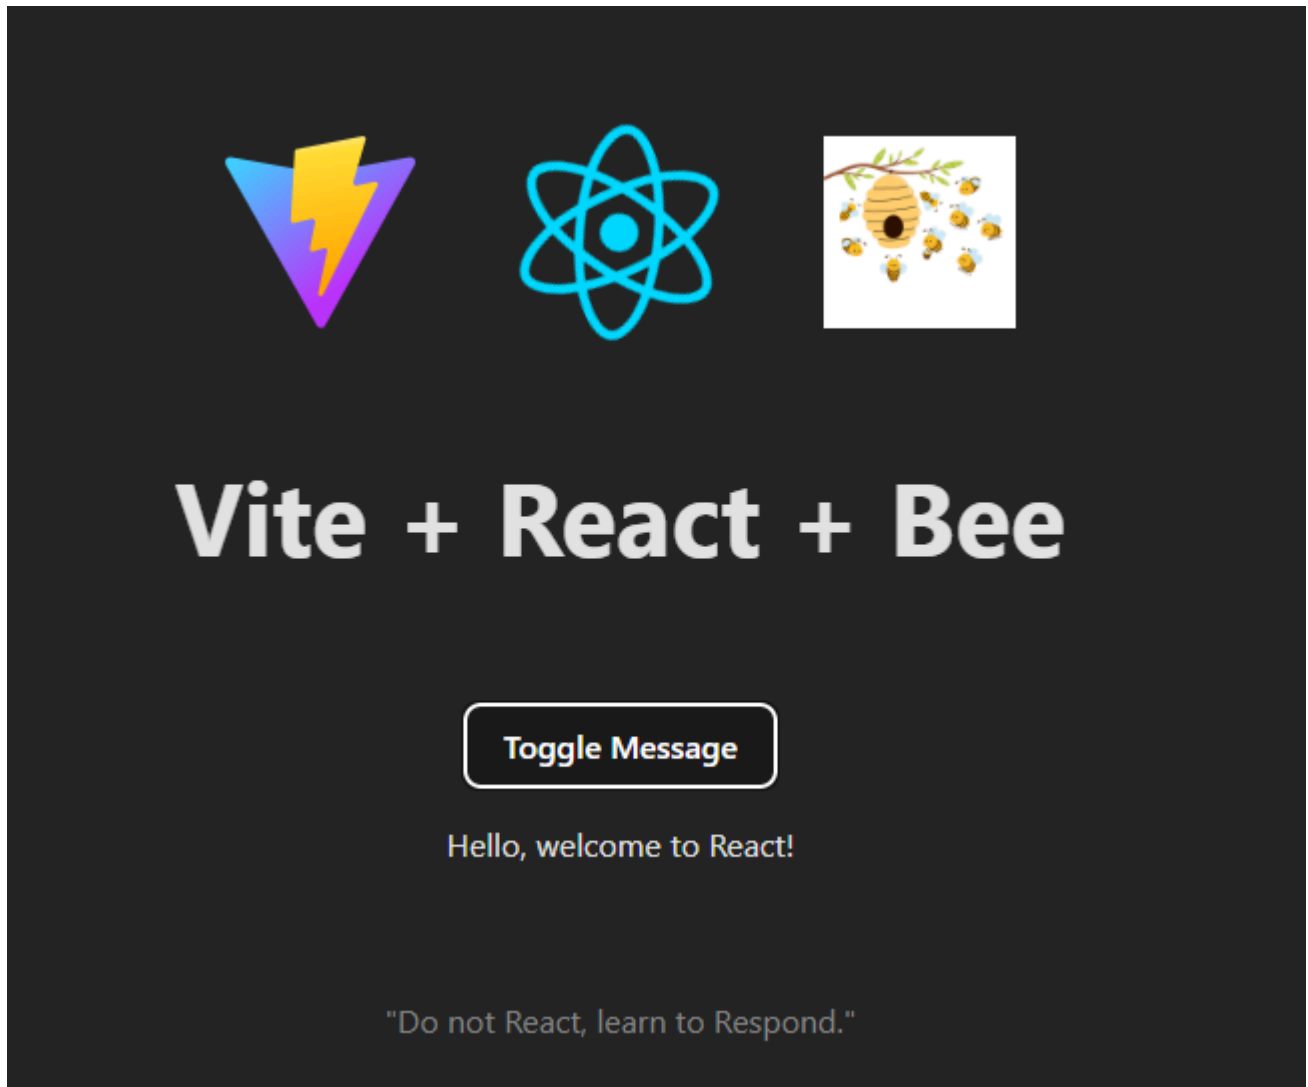 Vite + React + Bee
Toggle Message
Hello, welcome to React!
"Do not React, learn to Respond."